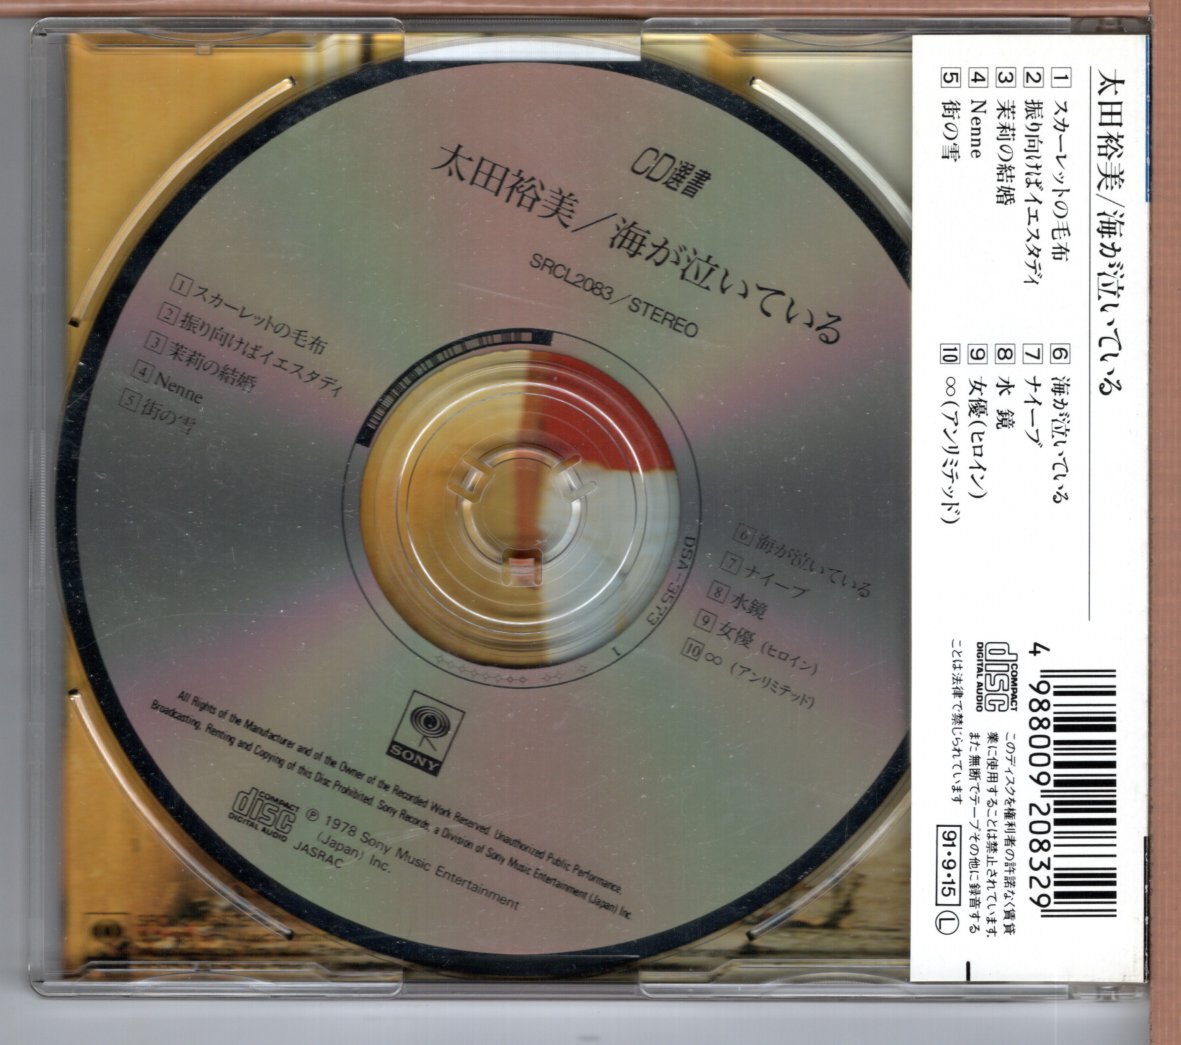 CD選書
太田裕美/海が泣いている
SRCL2083/STEREO
1 スカーレットの毛布
2 振り向けばイエスタディ
3 茉莉の結婚
4 Nenne
5 街の雪
6 海が泣いている
7 ナイーブ
8 水鏡
9 女優 (ヒロイン)
10 ∞ (アンリミテッド)
DSA-3573 1
SONY
All Rights of the Manufacturer and of the Owner of the Recorded Work Reserved. Unauthorized Public Performance,
Broadcasting, Renting and Copying of this Disc Prohibited. Sony Records, a Division of Sony Music Entertainment (Japan) Inc.
COMPACT
disc
DIGITAL AUDIO
JASRAC
℗ 1978 Sony Music Entertainment
(Japan) Inc.
太田裕美/海が泣いている
1 スカーレットの毛布
2 振り向けばイエスタディ
3 茉莉の結婚
4 Nenne
5 街の雪
6 海が泣いている
7 ナイーブ
8 水 鏡
9 女優(ヒロイン)
10 ∞(アンリミテッド)
4 988009 208329
COMPACT
disc
DIGITAL AUDIO
このディスクを権利者の許諾なく賃貸
業に使用することは禁止されています。
また無断でテープその他に録音する
ことは法律で禁じられています
91・9・15 L